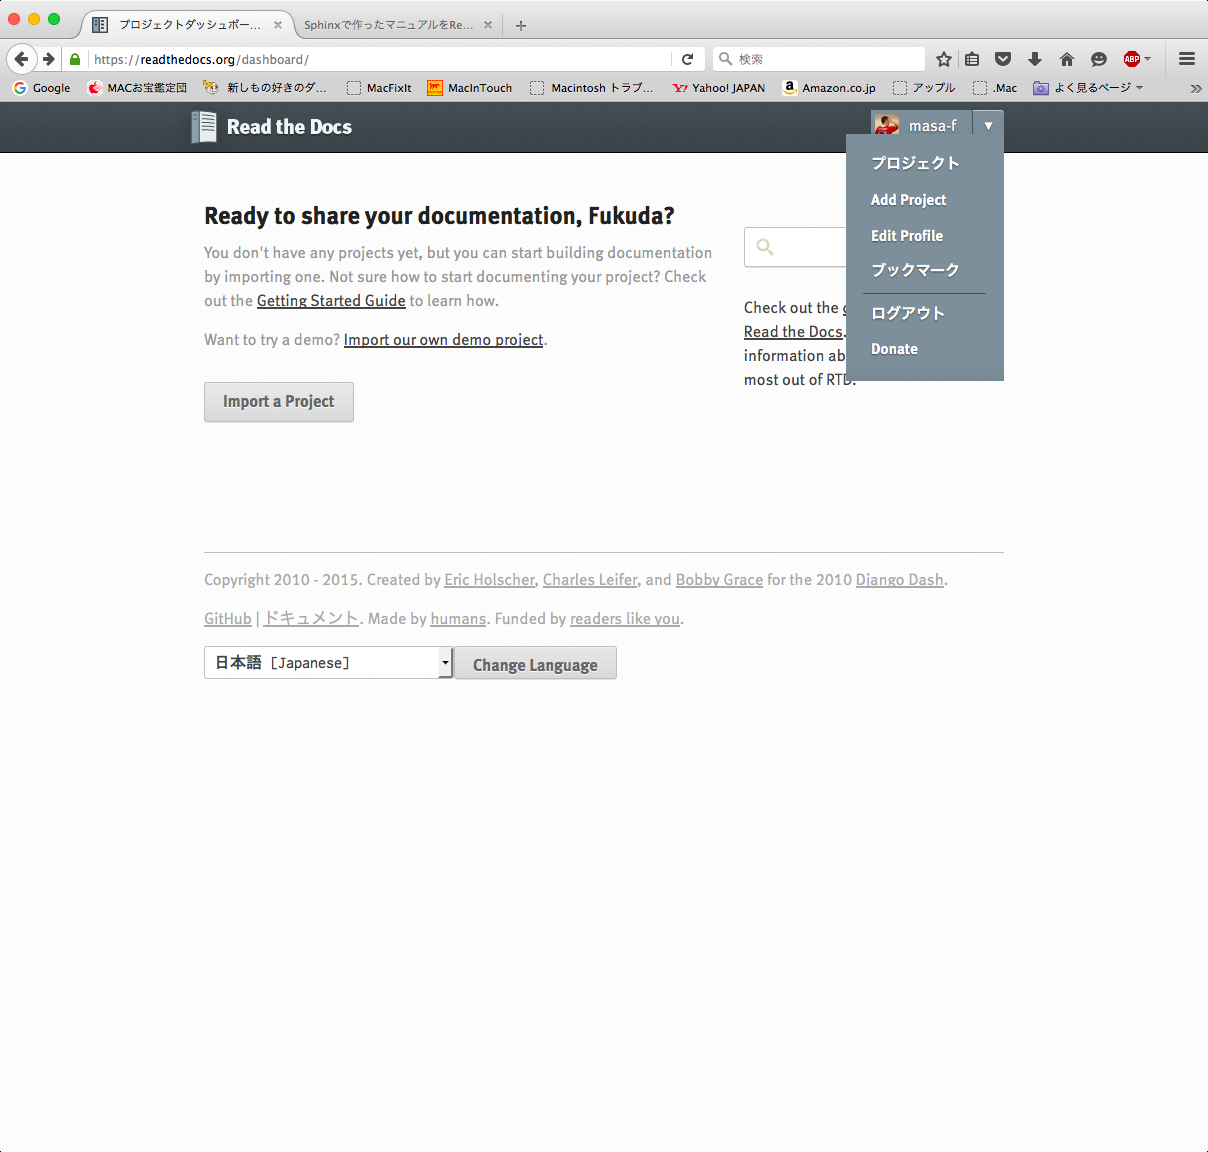 プロジェクトダッシュボー...
Sphinxで作ったマニュアルをRe...
https://readthedocs.org/dashboard/
検索
ABP
Google
MACお宝鑑定団
新しもの好きのダ...
MacFixIt
MacInTouch
Macintosh トラブ...
Yahoo! JAPAN
Amazon.co.jp
アップル
.Mac
よく見るページ
Read the Docs
masa-f
プロジェクト
Add Project
Edit Profile
ブックマーク
ログアウト
Donate
Ready to share your documentation, Fukuda?
You don't have any projects yet, but you can start building documentation
by importing one. Not sure how to start documenting your project? Check
out the Getting Started Guide to learn how.
Want to try a demo? Import our own demo project.
Import a Project
Check out the
Read the Docs.
information ab
most out of RTD.
Copyright 2010 - 2015. Created by Eric Holscher, Charles Leifer, and Bobby Grace for the 2010 Django Dash.
GitHub | ドキュメント. Made by humans. Funded by readers like you.
日本語 [Japanese]
Change Language